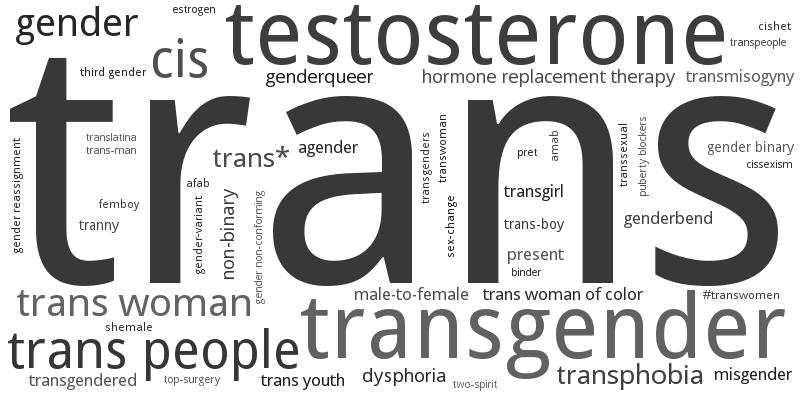 gender
estrogen
testosterone
cishet
transpeople
third gender
cis
genderqueer
hormone replacement therapy
transmisogyny
trans
translatina
trans-man
trans*
agender
gender reassignment
afab
femboy
tranny
gender-variant
non-binary
gender non-conforming
transgenders
transwoman
sex-change
pret
amab
transgirl
trans-boy
present
binder
transsexual
puberty blockers
gender binary
cissexism
genderbend
trans woman
male-to-female
trans woman of color
#transwomen
transgender
shemale
trans people
transgendered
top-surgery
trans youth
dysphoria
two-spirit
transphobia
misgender